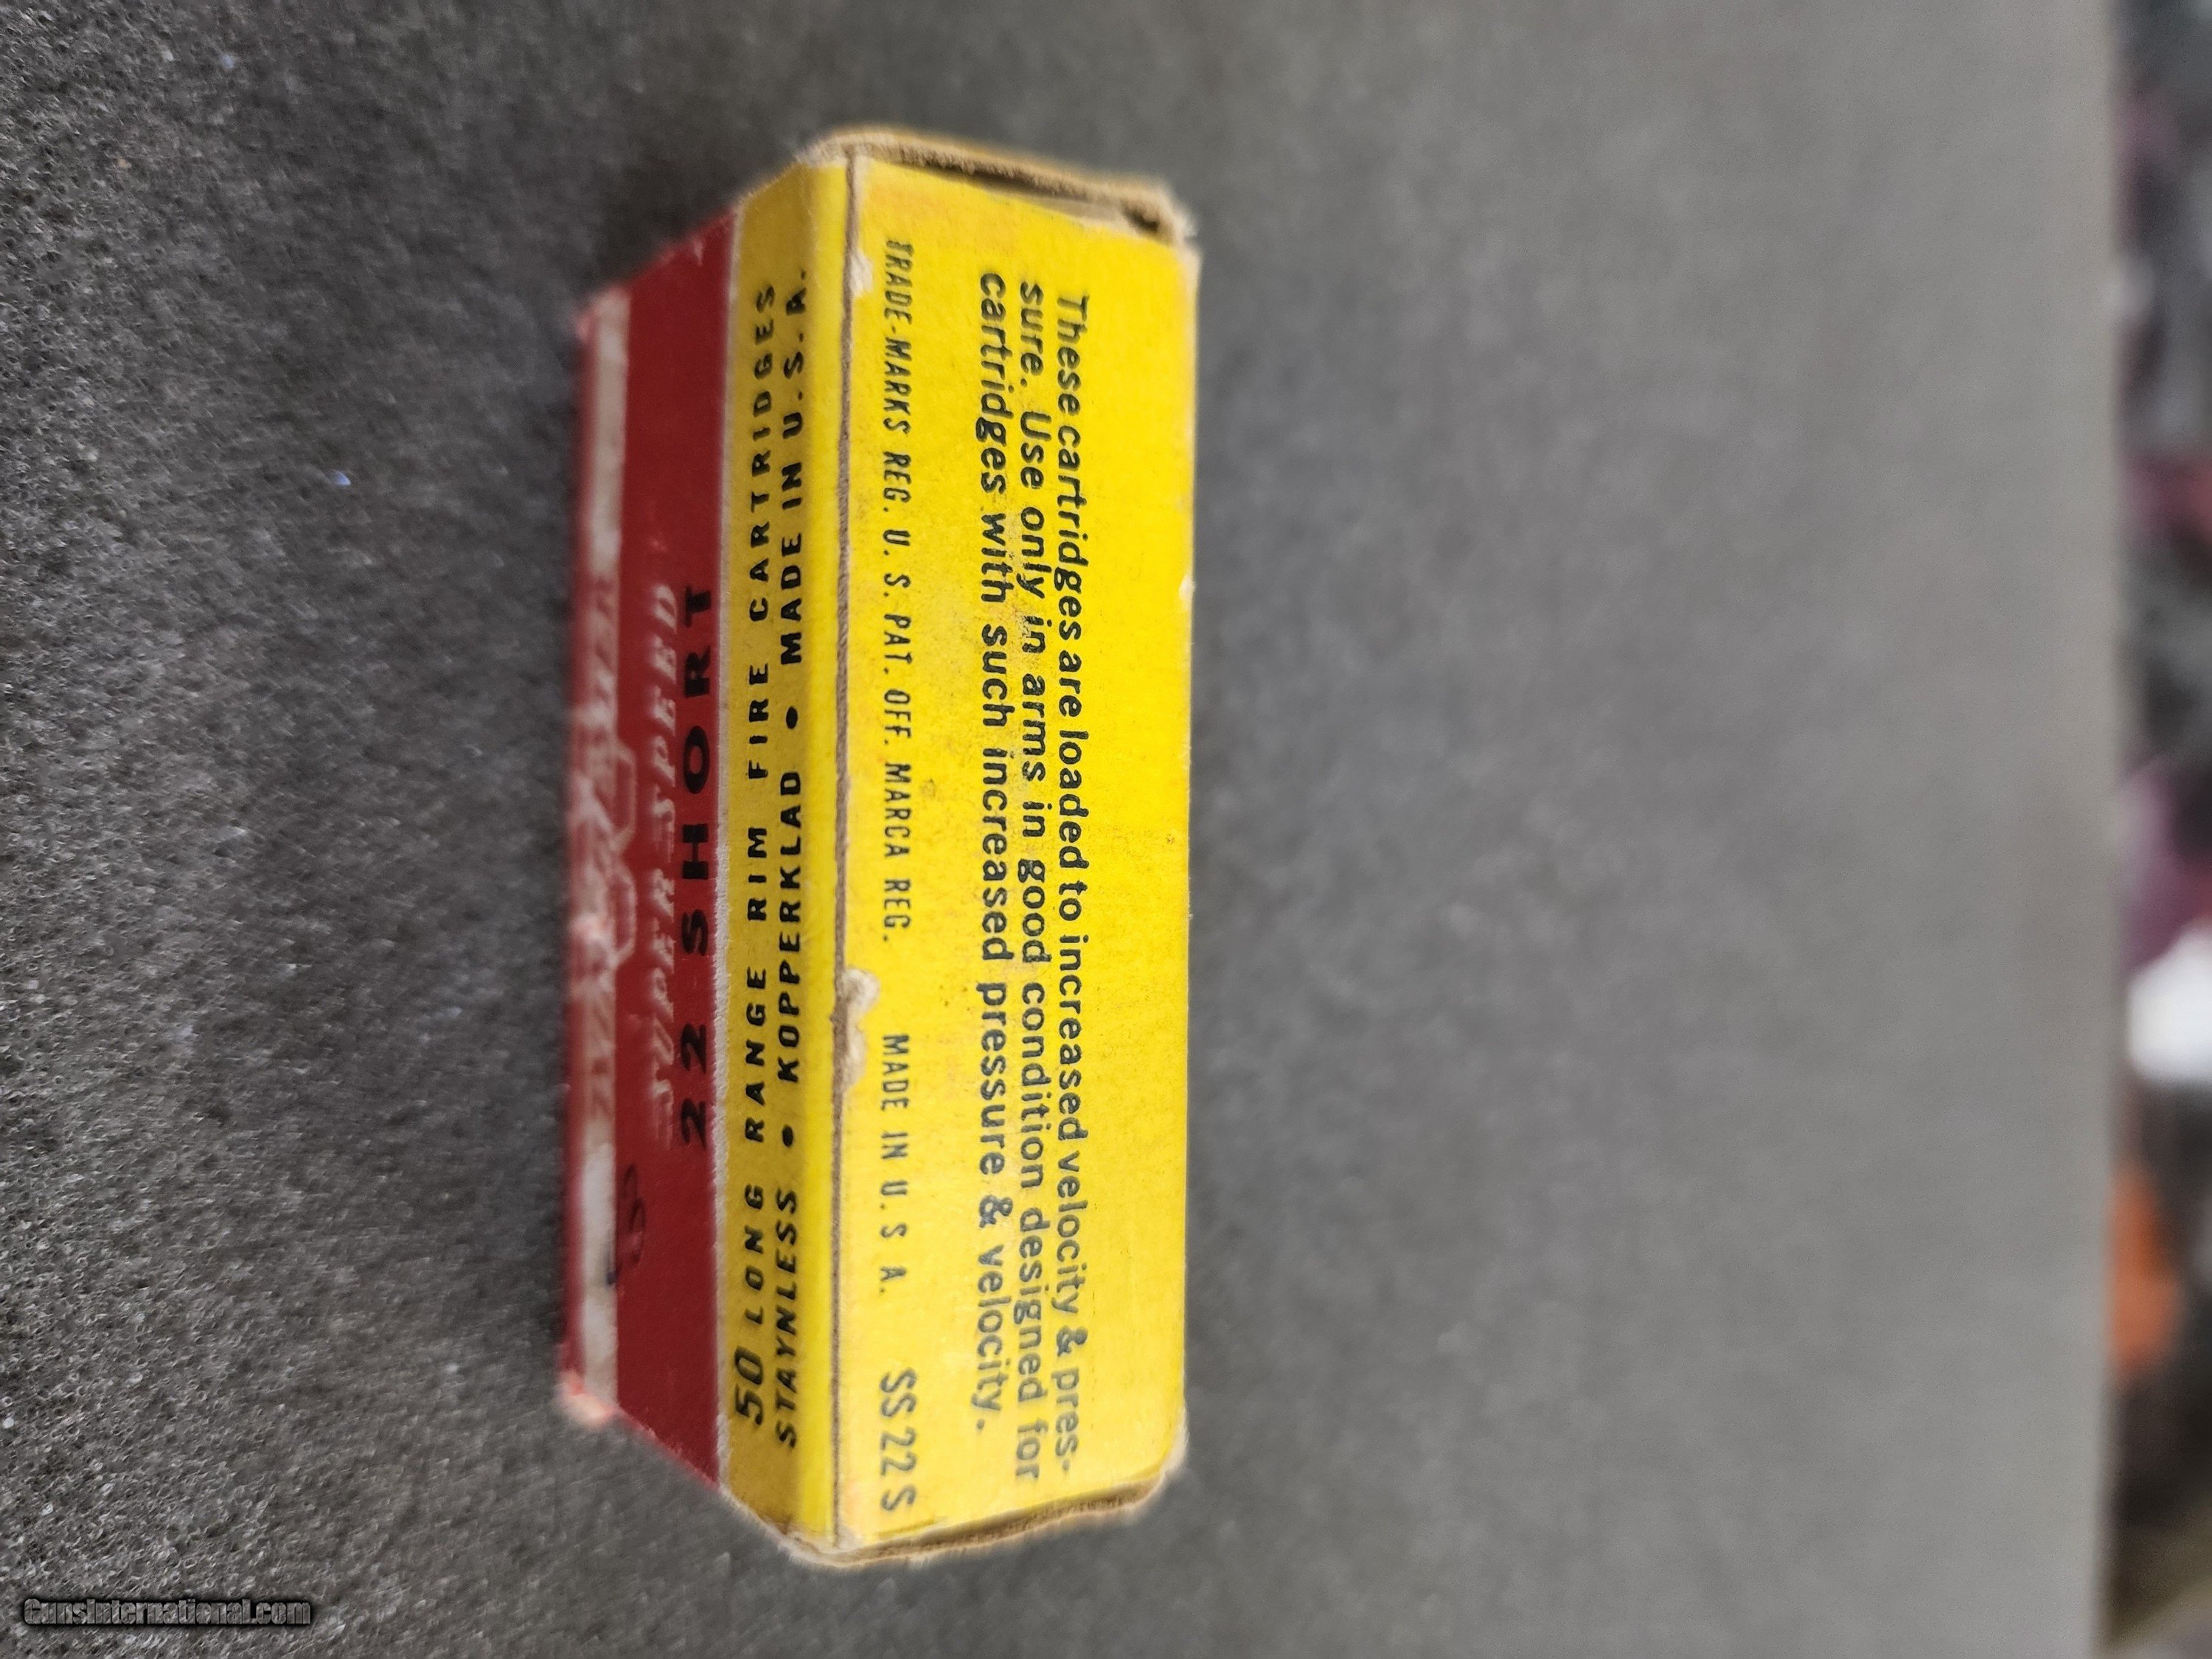 SUPER SPEED
22 SHORT
50 LONG RANGE RIM FIRE CARTRIDGES
STAYNLESS • KOPPERKLAD • MADE IN U.S.A.
These cartridges are loaded to increased velocity & pres-
sure. Use only in arms in good condition designed for
cartridges with such increased pressure & velocity.
TRADE-MARKS REG. U. S. PAT. OFF. MARCA REG. MADE IN U. S A. SS22S
GunsInternational.com